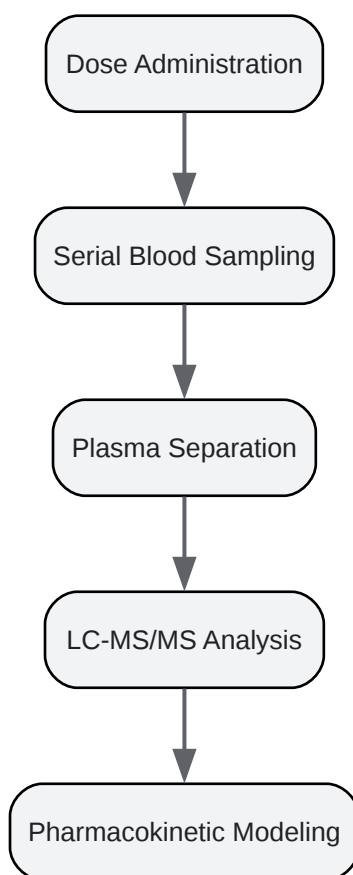 Dose Administration
Serial Blood Sampling
Plasma Separation
LC-MS/MS Analysis
Pharmacokinetic Modeling